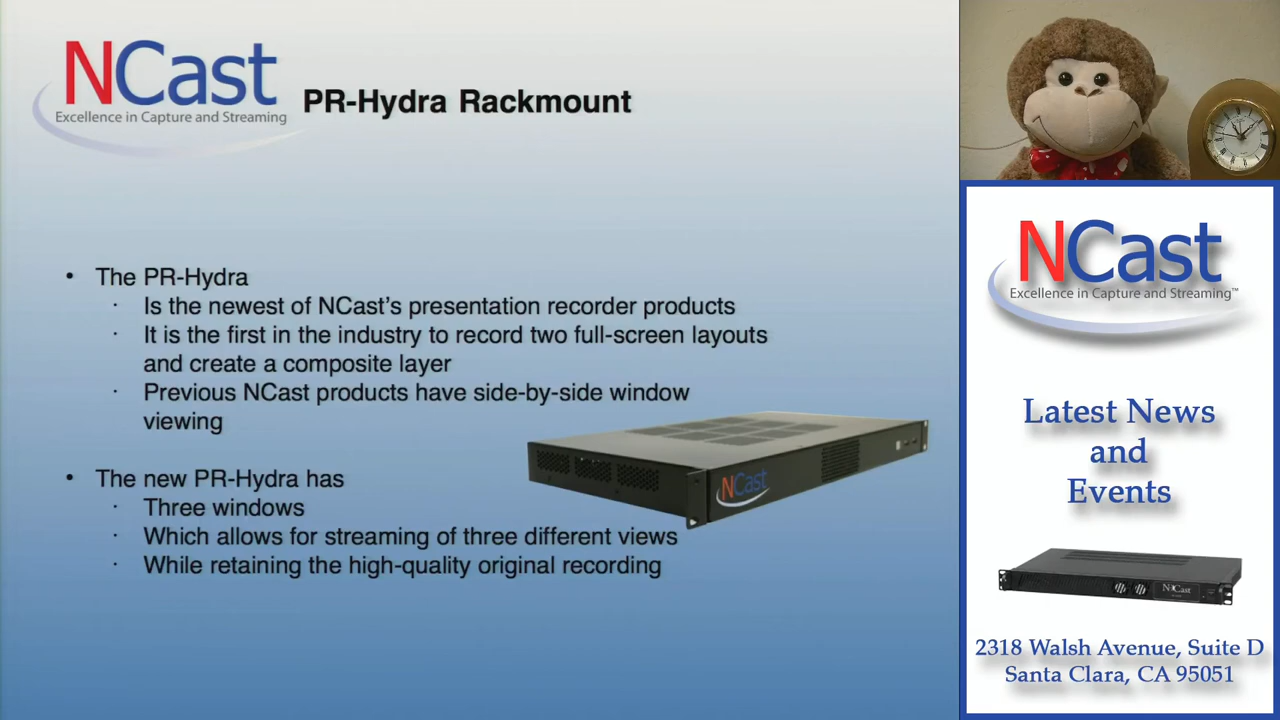 NCast
Excellence in Capture and Streaming
PR-Hydra Rackmount
• The PR-Hydra
· Is the newest of NCast's presentation recorder products
· It is the first in the industry to record two full-screen layouts
and create a composite layer
· Previous NCast products have side-by-side window
viewing
• The new PR-Hydra has
· Three windows
· Which allows for streaming of three different views
· While retaining the high-quality original recording
NCast
NCast
Excellence in Capture and Streaming™
Latest News
and
Events
NCast
2318 Walsh Avenue, Suite D
Santa Clara, CA 95051